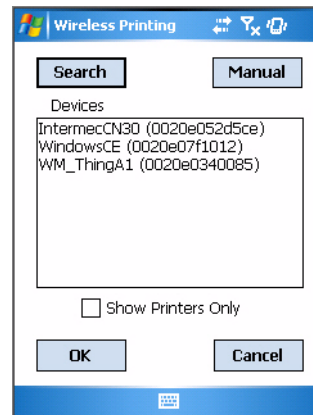 Wireless Printing
Search Manual
Devices
IntermecCN30 (0020e052d5ce)
WindowsCE (0020e07f1012)
WM_ThingA1 (0020e0340085)
Show Printers Only
OK Cancel